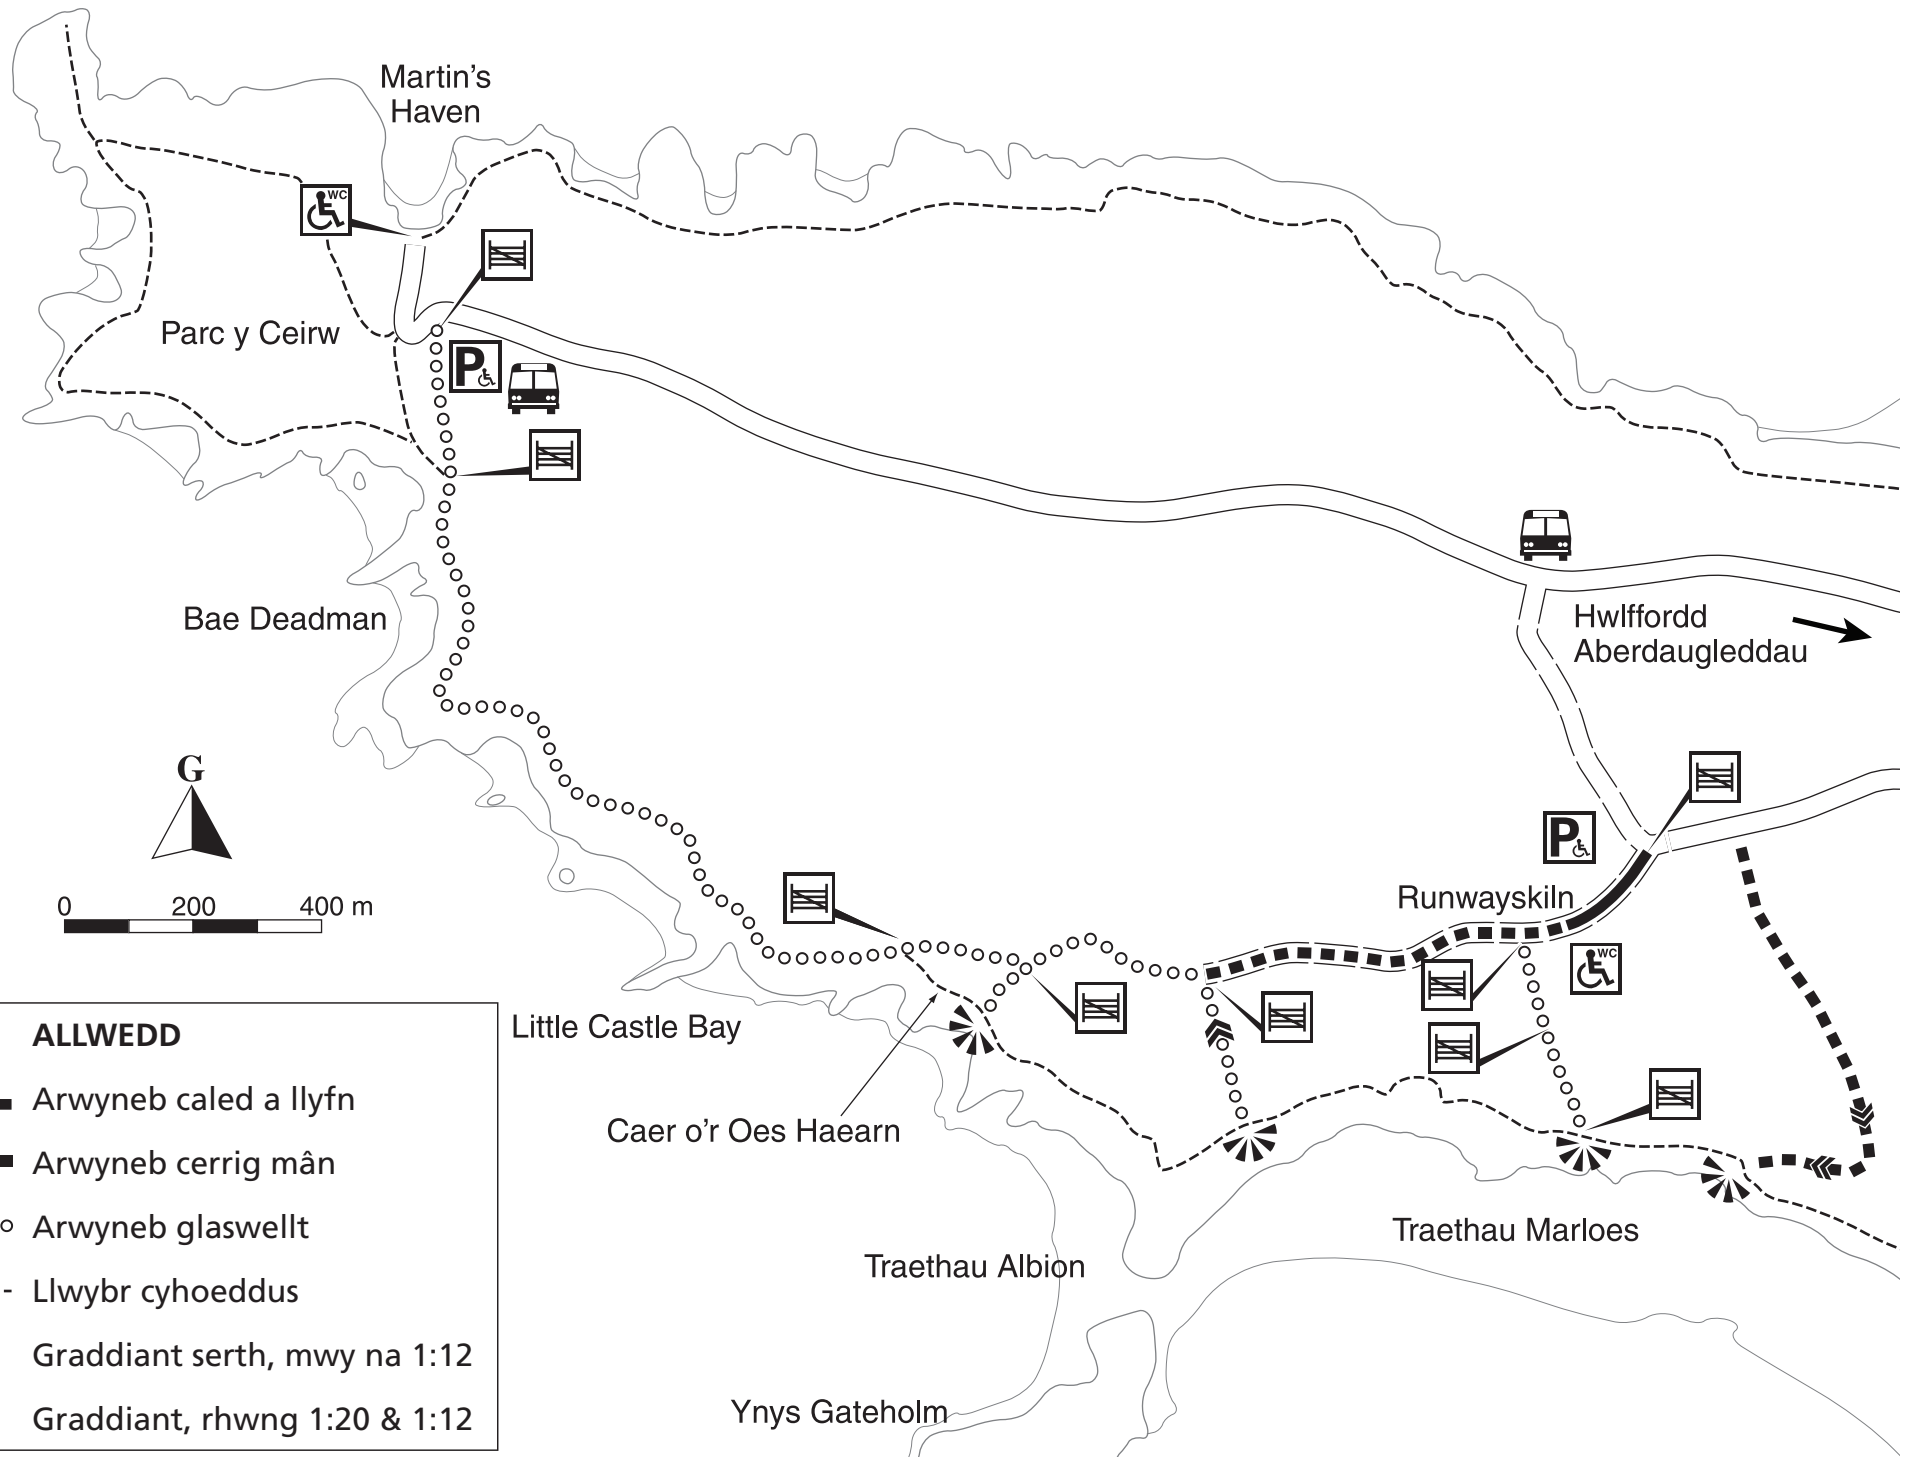 Martin's
Haven
WC
Parc y Ceirw
P
Bae Deadman
Hwlffordd
Aberdaugleddau
G
0 200 400 m
P
Runwayskiln
WC
Little Castle Bay
Caer o'r Oes Haearn
Traethau Albion
Traethau Marloes
Ynys Gateholm
ALLWEDD
Arwyneb caled a llyfn
Arwyneb cerrig mân
Arwyneb glaswellt
Llwybr cyhoeddus
Graddiant serth, mwy na 1:12
Graddiant, rhwng 1:20 & 1:12